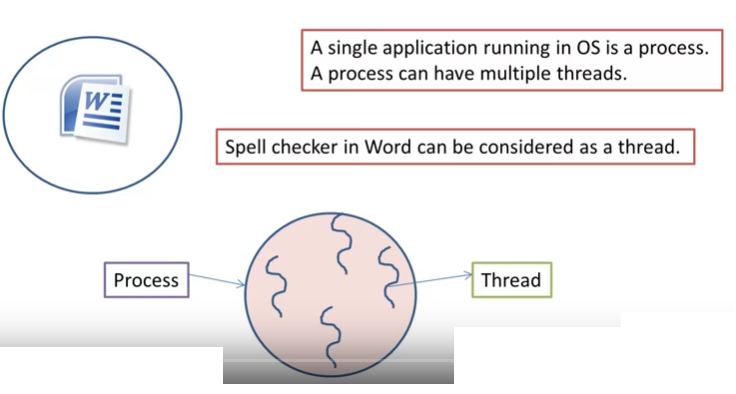 A single application running in OS is a process.
A process can have multiple threads.
W
Spell checker in Word can be considered as a thread.
Process
Thread